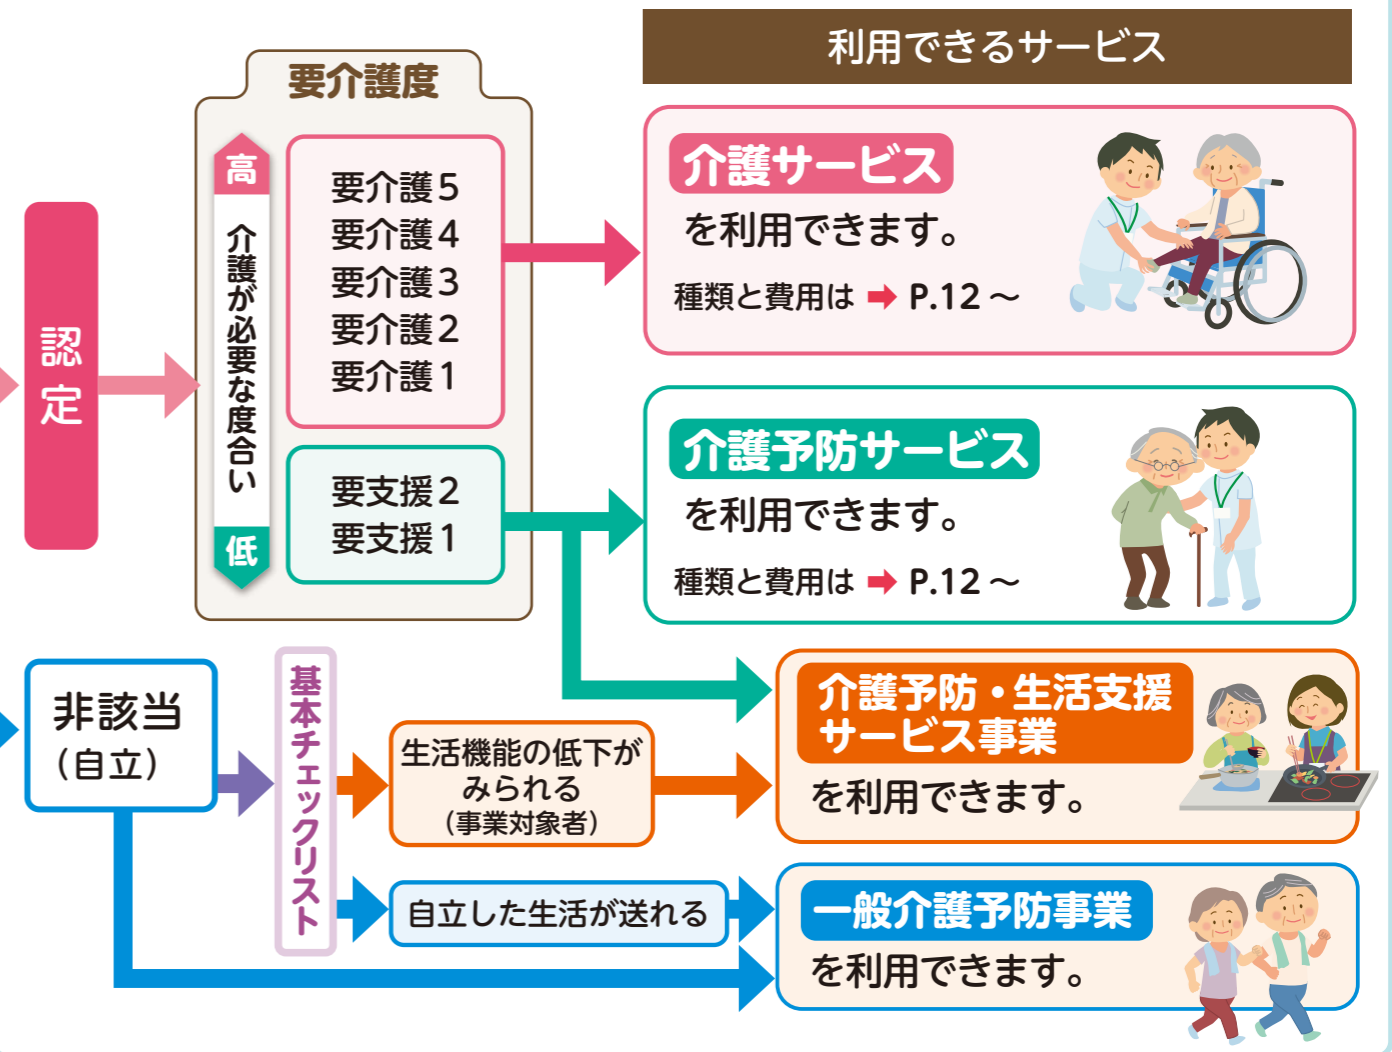 利用できるサービス
要介護度
高
介護が必要な度合い
低
要介護5
要介護4
要介護3
要介護2
要介護1
要支援2
要支援1
認定
介護サービス
を利用できます。
種類と費用は ➡ P.12～
介護予防サービス
を利用できます。
種類と費用は ➡ P.12～
非該当
（自立）
基本チェックリスト
生活機能の低下が
みられる
（事業対象者）
介護予防・生活支援
サービス事業
を利用できます。
自立した生活が送れる
一般介護予防事業
を利用できます。